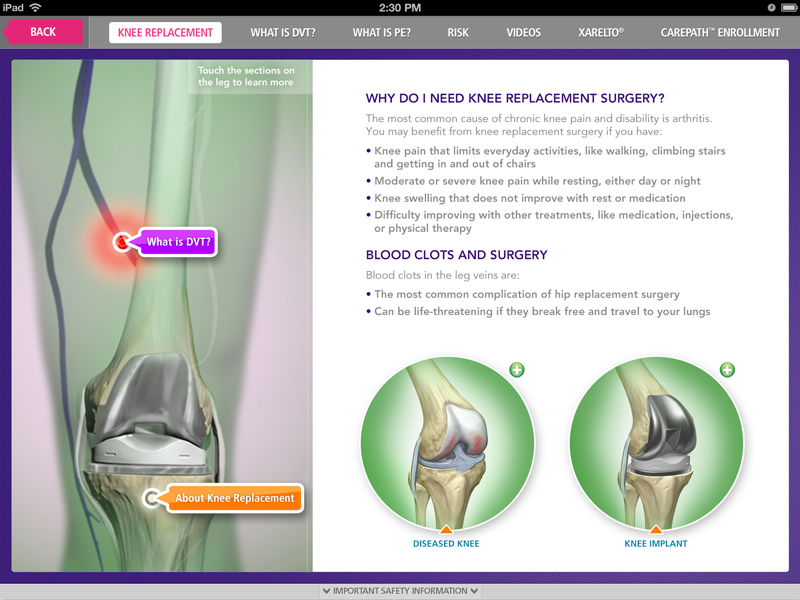 iPad
2:30 PM
BACK
KNEE REPLACEMENT
WHAT IS DVT?
WHAT IS PE?
RISK
VIDEOS
XARELTO®
CAREPATH™ ENROLLMENT
Touch the sections on
the leg to learn more
What is DVT?
About Knee Replacement
WHY DO I NEED KNEE REPLACEMENT SURGERY?
The most common cause of chronic knee pain and disability is arthritis.
You may benefit from knee replacement surgery if you have:
• Knee pain that limits everyday activities, like walking, climbing stairs
and getting in and out of chairs
• Moderate or severe knee pain while resting, either day or night
• Knee swelling that does not improve with rest or medication
• Difficulty improving with other treatments, like medication, injections,
or physical therapy
BLOOD CLOTS AND SURGERY
Blood clots in the leg veins are:
• The most common complication of hip replacement surgery
• Can be life-threatening if they break free and travel to your lungs
DISEASED KNEE
KNEE IMPLANT
IMPORTANT SAFETY INFORMATION